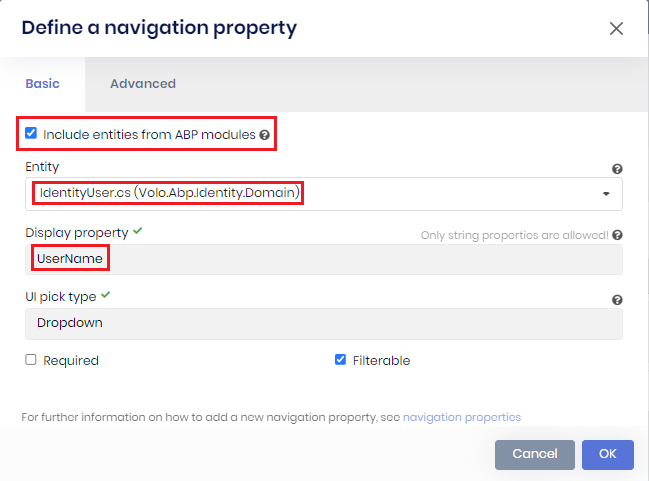 Define a navigation property
Basic Advanced
Include entities from ABP modules
Entity
IdentityUser.cs (Volo.Abp.Identity.Domain)
Display property Only string properties are allowed!
UserName
UI pick type
Dropdown
Required Filterable
For further information on how to add a new navigation property, see navigation properties
Cancel OK